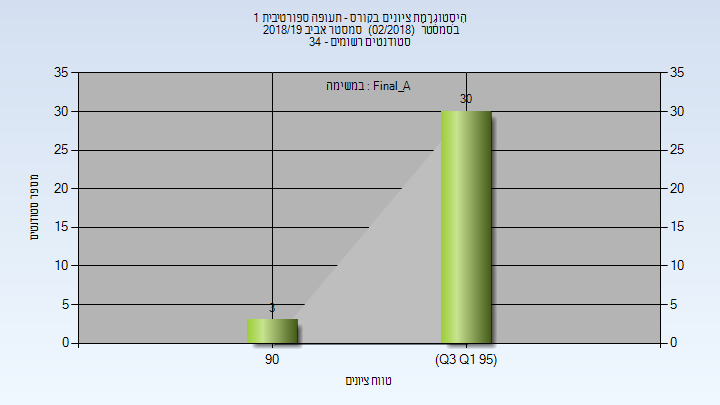 היסטוגרמת ציונים בקורס - תעופה ספורטיבית 1
בסמסטר (02/2018) סמסטר אביב 2018/19
סטודנטים רשומים - 34
במשימה : Final_A
35 35
30 30 30
25 25
20 20
15 15
10 10
5 3 5
0 0
מספר סטודנטים
90 (Q3 Q1 95)
טווח ציונים